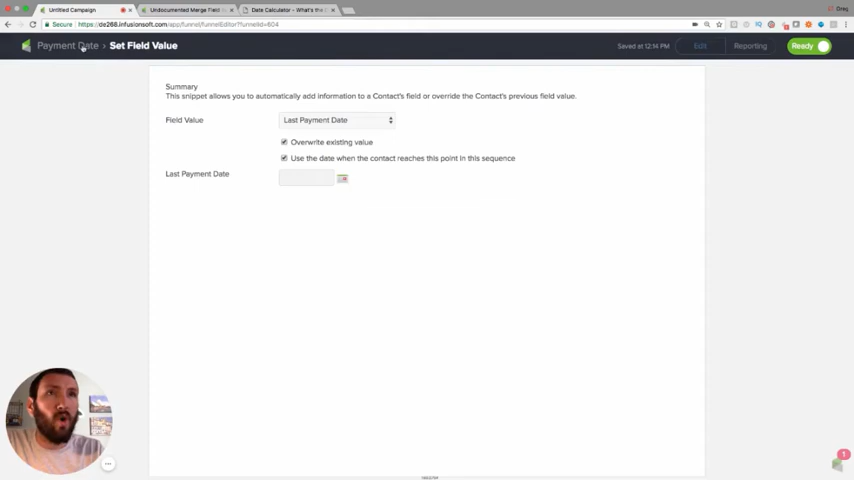 Untitled Campaign
Undocumented Merge Field
Date Calculator – What's the
Greg
Secure
https://de268.infusionsoft.com/app/funnel/funnelEditor?funnelId=604
Payment Date › Set Field Value
Saved at 12:14 PM
Edit
Reporting
Ready
Summary
This snippet allows you to automatically add information to a Contact's field or override the Contact's previous field value.
Field Value
Last Payment Date
Overwrite existing value
Use the date when the contact reaches this point in this sequence
Last Payment Date
1